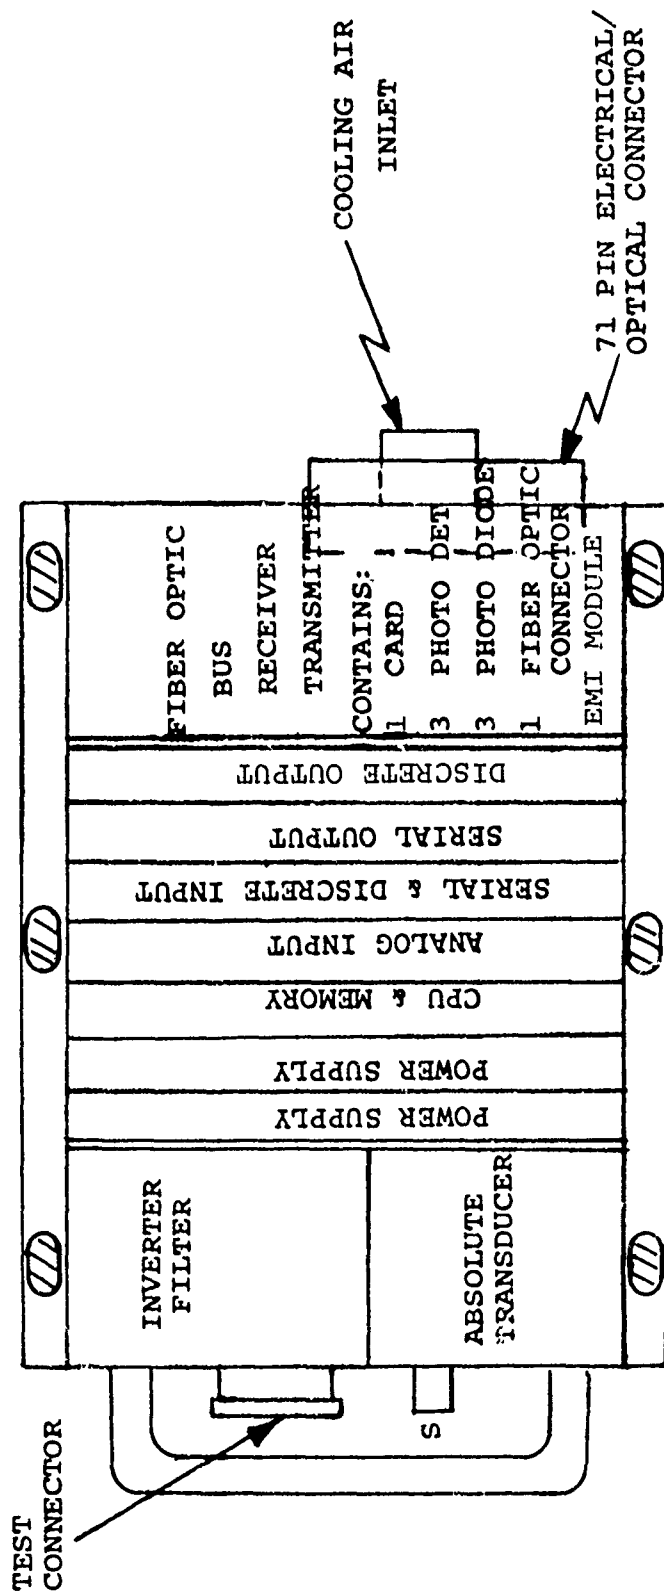 TEST
CONNECTOR
S
INVERTER
FILTER
ABSOLUTE
TRANSDUCER
POWER SUPPLY
POWER SUPPLY
CPU & MEMORY
ANALOG INPUT
SERIAL & DISCRETE INPUT
SERIAL OUTPUT
DISCRETE OUTPUT
FIBER OPTIC
BUS
RECEIVER
TRANSMITTER
CONTAINS:
1 CARD
3 PHOTO DET
3 PHOTO DIODE
1 FIBER OPTIC
CONNECTOR
EMI MODULE
COOLING AIR
INLET
71 PIN ELECTRICAL/
OPTICAL CONNECTOR